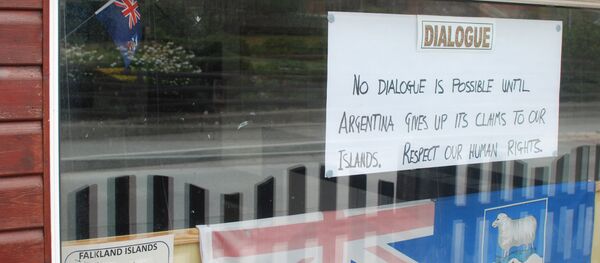 DIALOGUE
NO DIALOGUE IS POSSIBLE UNTIL
ARGENTINA GIVES UP ITS CLAIMS TO OUR
ISLANDS. RESPECT OUR HUMAN RIGHTS.
FALKLAND ISLANDS